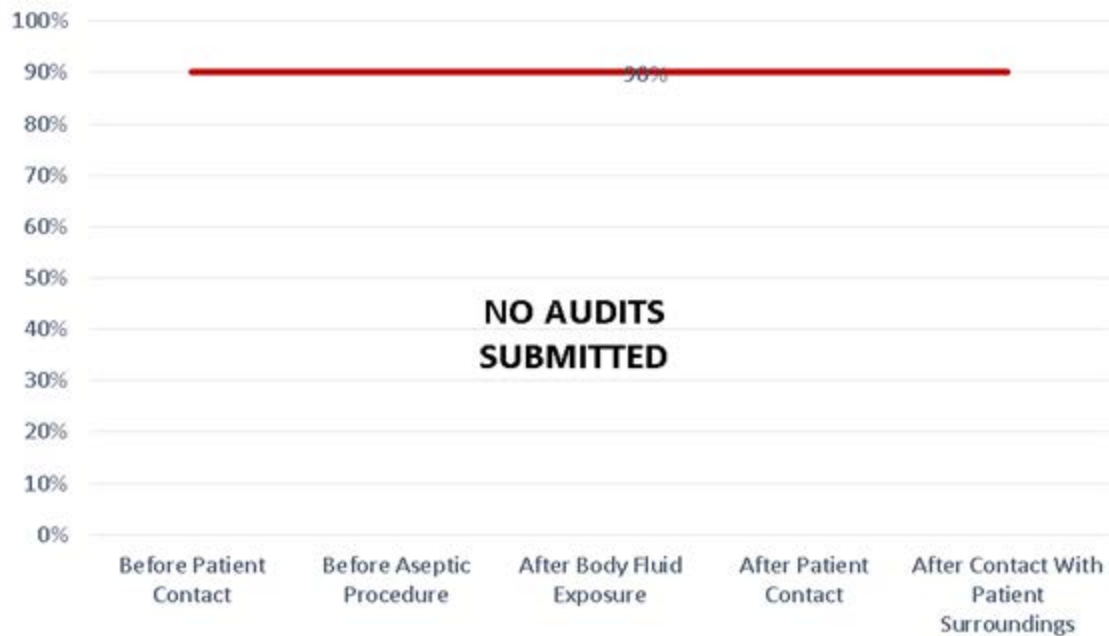 100%
90%
90%
80%
70%
60%
50%
NO AUDITS
40%
SUBMITTED
30%
20%
10%
0%
Before Patient
Contact
Before Aseptic
Procedure
After Body Fluid
Exposure
After Patient
Contact
After Contact With
Patient
Surroundings